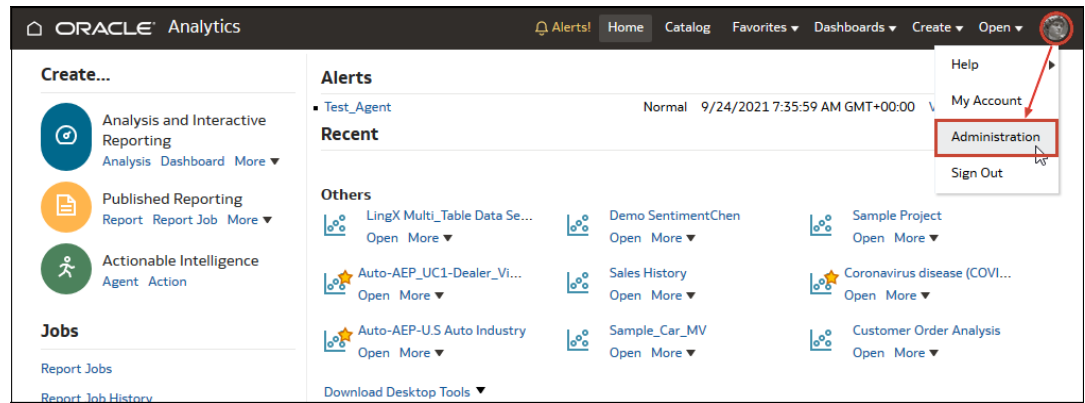 ORACLE Analytics
Alerts! Home Catalog Favorites Dashboards Create Open
Help
My Account
Administration
Sign Out
Create...
Analysis and Interactive
Reporting
Analysis Dashboard More
Published Reporting
Report Report Job More
Actionable Intelligence
Agent Action
Jobs
Report Jobs
Report Job History
Alerts
Test_Agent Normal 9/24/2021 7:35:59 AM GMT+00:00
Recent
Others
LingX Multi_Table Data Se...
Open More
Demo SentimentChen
Open More
Sample Project
Open More
Auto-AEP_UC1-Dealer_Vi...
Open More
Sales History
Open More
Coronavirus disease (COVI...
Open More
Auto-AEP-U.S Auto Industry
Open More
Sample_Car_MV
Open More
Customer Order Analysis
Open More
Download Desktop Tools